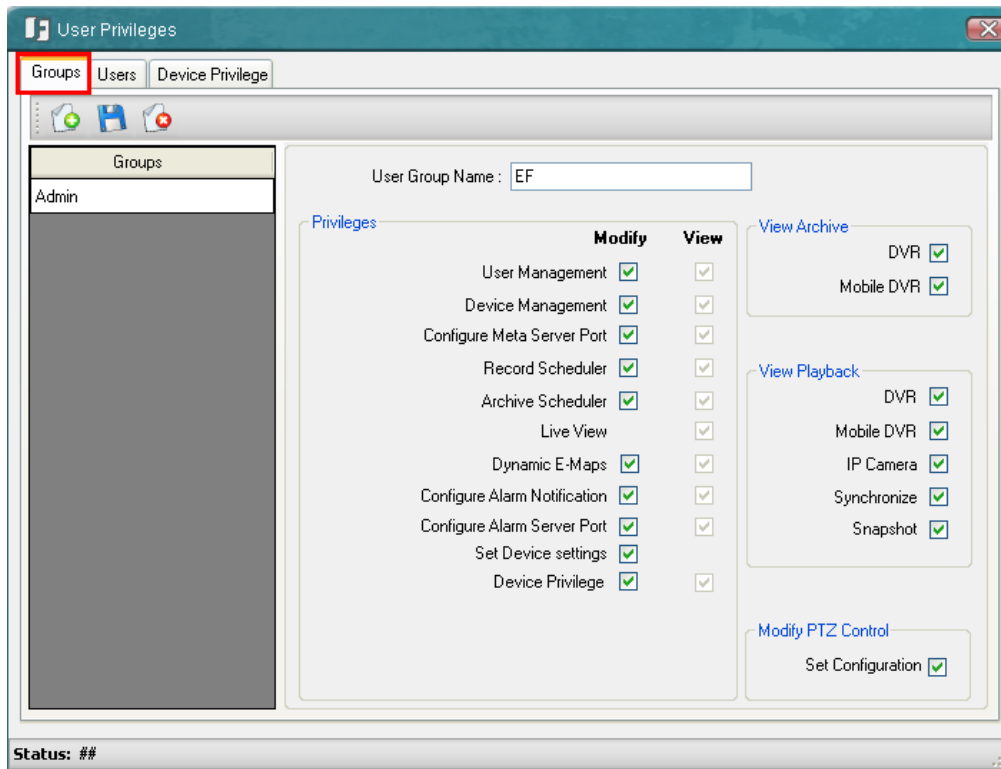 User Privileges
Groups Users Device Privilege
Groups
Admin
User Group Name : EF
Privileges
Modify View
User Management
Device Management
Configure Meta Server Port
Record Scheduler
Archive Scheduler
Live View
Dynamic E-Maps
Configure Alarm Notification
Configure Alarm Server Port
Set Device settings
Device Privilege
View Archive
DVR
Mobile DVR
View Playback
DVR
Mobile DVR
IP Camera
Synchronize
Snapshot
Modify PTZ Control
Set Configuration
Status: ##